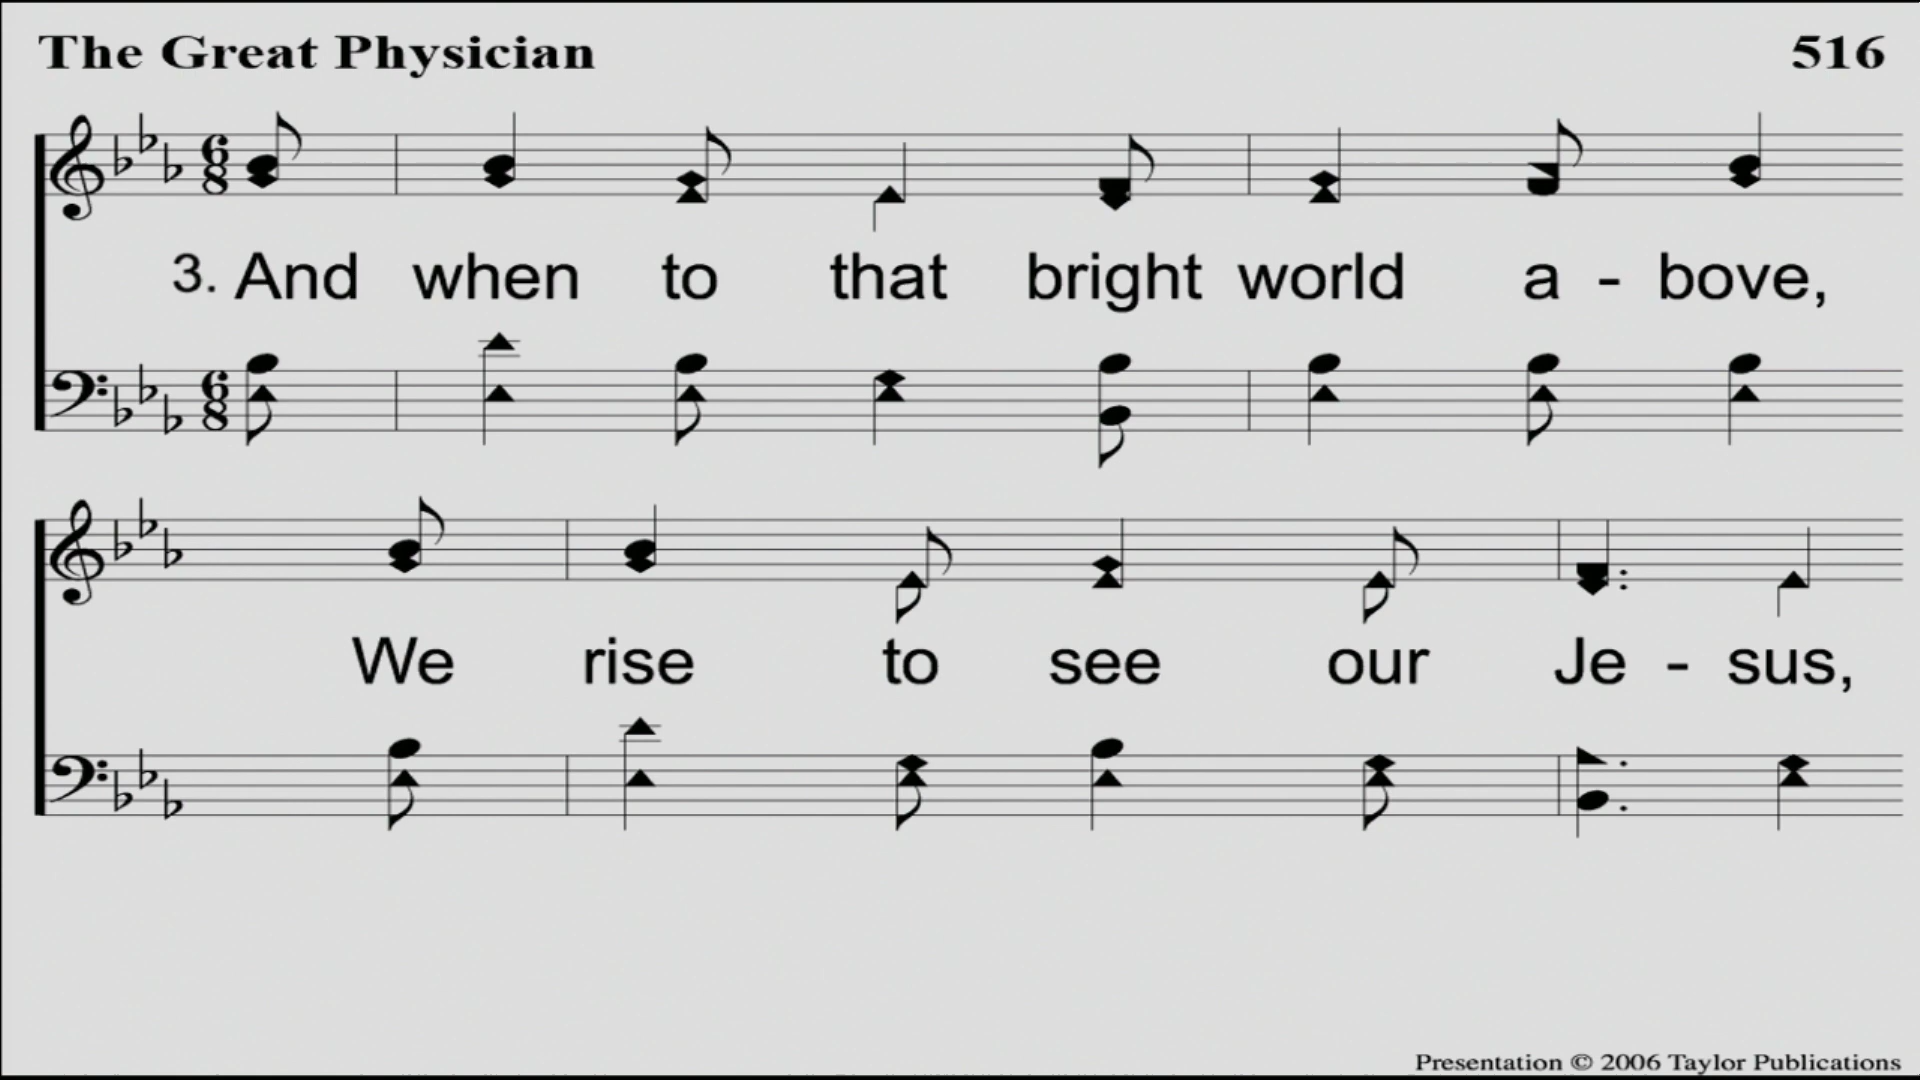 The Great Physician 516
3. And when to that bright world a - bove,
We rise to see our Je - sus,
Presentation © 2006 Taylor Publications